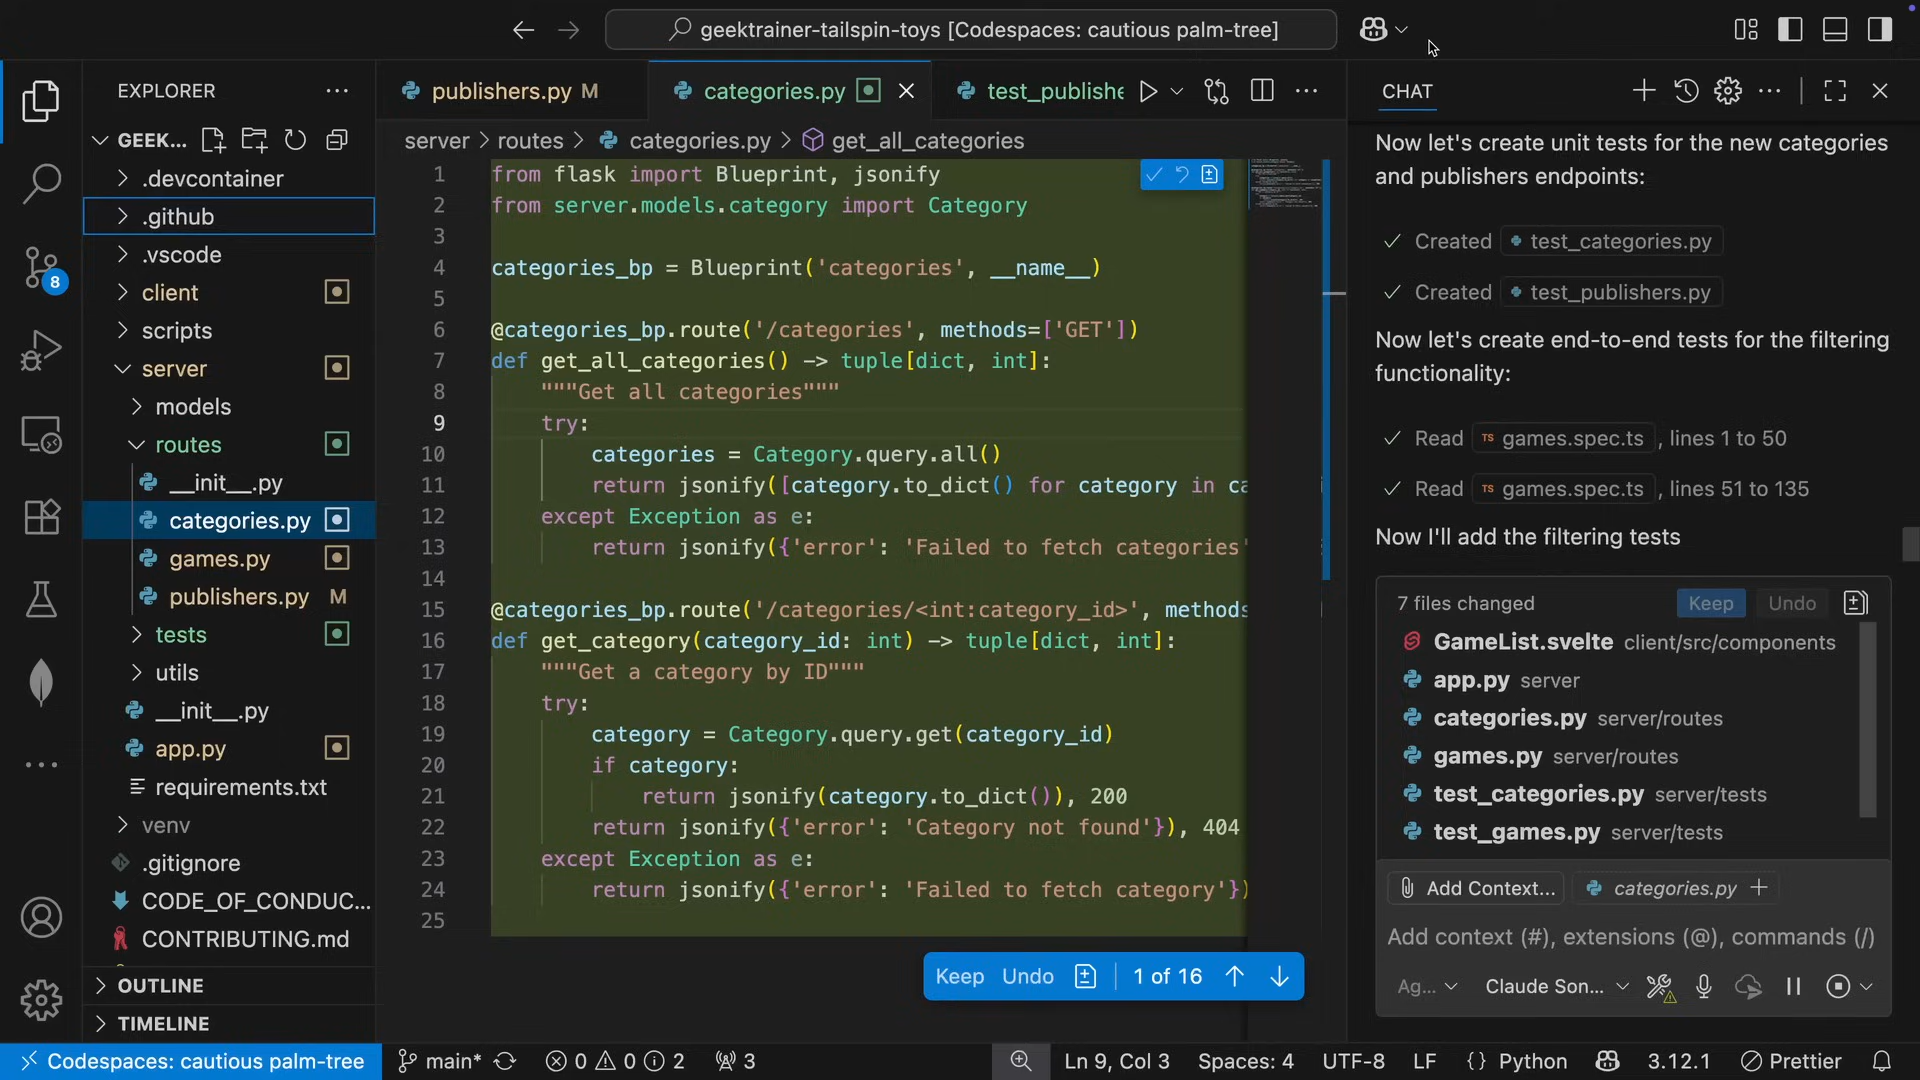 geektrainer-tailspin-toys [Codespaces: cautious palm-tree]
EXPLORER
GEEK...
.devcontainer
.github
.vscode
client
scripts
server
models
routes
__init__.py
categories.py
games.py
publishers.py M
tests
utils
__init__.py
app.py
requirements.txt
venv
.gitignore
CODE_OF_CONDUC...
CONTRIBUTING.md
OUTLINE
TIMELINE
8
publishers.py M
categories.py
test_publishe
server > routes > categories.py > get_all_categories
1 from flask import Blueprint, jsonify
2 from server.models.category import Category
3
4 categories_bp = Blueprint('categories', __name__)
5
6 @categories_bp.route('/categories', methods=['GET'])
7 def get_all_categories() -> tuple[dict, int]:
8 """Get all categories"""
9 try:
10 categories = Category.query.all()
11 return jsonify([category.to_dict() for category in ca
12 except Exception as e:
13 return jsonify({'error': 'Failed to fetch categories'
14
15 @categories_bp.route('/categories/<int:category_id>', methods
16 def get_category(category_id: int) -> tuple[dict, int]:
17 """Get a category by ID"""
18 try:
19 category = Category.query.get(category_id)
20 if category:
21 return jsonify(category.to_dict()), 200
22 return jsonify({'error': 'Category not found'}), 404
23 except Exception as e:
24 return jsonify({'error': 'Failed to fetch category'})
25
Keep Undo 1 of 16
CHAT
Now let's create unit tests for the new categories
and publishers endpoints:
Created test_categories.py
Created test_publishers.py
Now let's create end-to-end tests for the filtering
functionality:
Read TS games.spec.ts , lines 1 to 50
Read TS games.spec.ts , lines 51 to 135
Now I'll add the filtering tests
7 files changed Keep Undo
GameList.svelte client/src/components
app.py server
categories.py server/routes
games.py server/routes
test_categories.py server/tests
test_games.py server/tests
Add Context... categories.py +
Add context (#), extensions (@), commands (/)
Ag... Claude Son...
Codespaces: cautious palm-tree
main* 0 0 2 3
Ln 9, Col 3 Spaces: 4 UTF-8 LF {} Python 3.12.1 Prettier